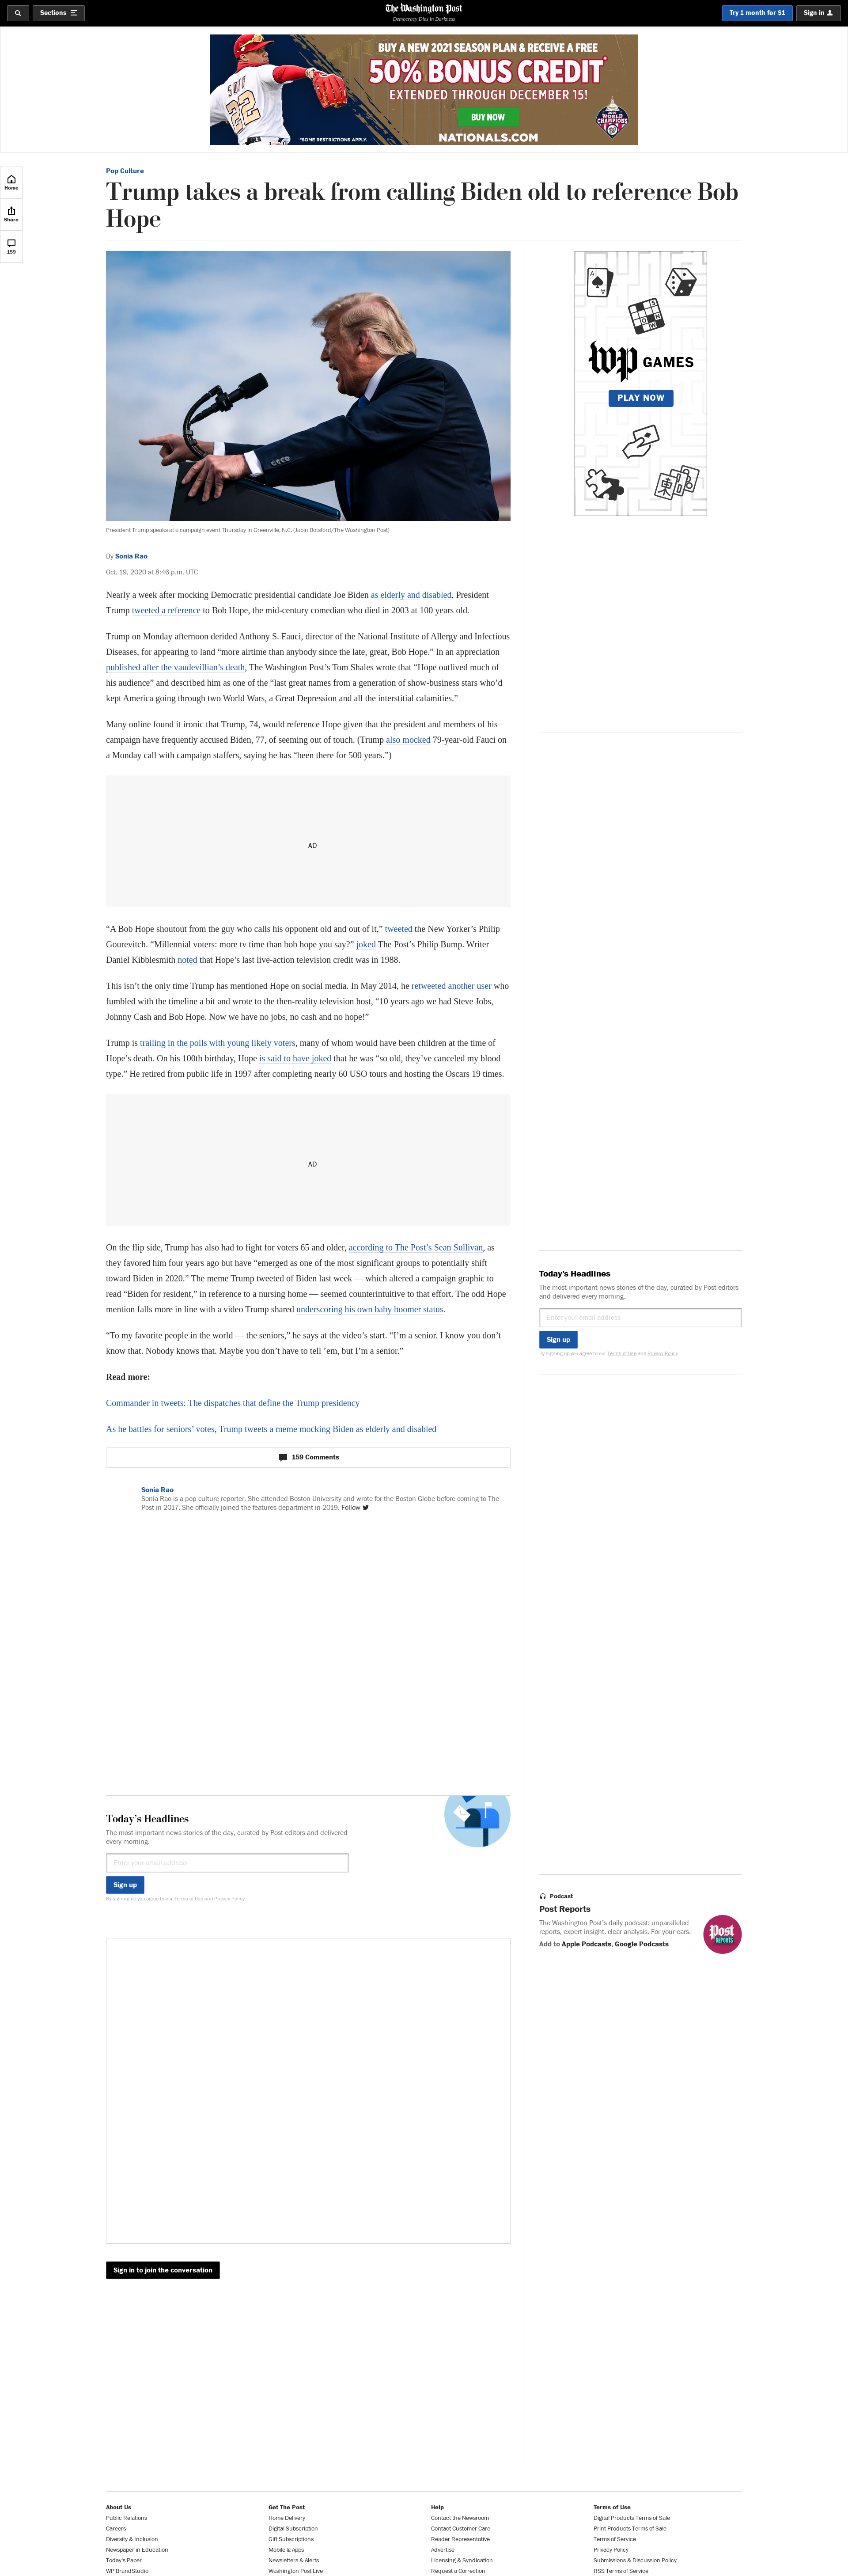 Sections
The Washington Post
Democracy Dies in Darkness
Try 1 month for $1
Sign in
BUY A NEW 2021 SEASON PLAN & RECEIVE A FREE
50% BONUS CREDIT*
EXTENDED THROUGH DECEMBER 15!
BUY NOW
*SOME RESTRICTIONS APPLY.
NATIONALS.COM
WORLD
CHAMPIONS
22
Home
Share
159
Pop Culture
Trump takes a break from calling Biden old to reference Bob
Hope
President Trump speaks at a campaign event Thursday in Greenville, N.C. (Jabin Botsford/The Washington Post)
By Sonia Rao
Oct. 19, 2020 at 8:46 p.m. UTC
Nearly a week after mocking Democratic presidential candidate Joe Biden as elderly and disabled, President
Trump tweeted a reference to Bob Hope, the mid-century comedian who died in 2003 at 100 years old.
Trump on Monday afternoon derided Anthony S. Fauci, director of the National Institute of Allergy and Infectious
Diseases, for appearing to land “more airtime than anybody since the late, great, Bob Hope.” In an appreciation
published after the vaudevillian’s death, The Washington Post’s Tom Shales wrote that “Hope outlived much of
his audience” and described him as one of the “last great names from a generation of show-business stars who’d
kept America going through two World Wars, a Great Depression and all the interstitial calamities.”
Many online found it ironic that Trump, 74, would reference Hope given that the president and members of his
campaign have frequently accused Biden, 77, of seeming out of touch. (Trump also mocked 79-year-old Fauci on
a Monday call with campaign staffers, saying he has “been there for 500 years.”)
AD
“A Bob Hope shoutout from the guy who calls his opponent old and out of it,” tweeted the New Yorker’s Philip
Gourevitch. “Millennial voters: more tv time than bob hope you say?” joked The Post’s Philip Bump. Writer
Daniel Kibblesmith noted that Hope’s last live-action television credit was in 1988.
This isn’t the only time Trump has mentioned Hope on social media. In May 2014, he retweeted another user who
fumbled with the timeline a bit and wrote to the then-reality television host, “10 years ago we had Steve Jobs,
Johnny Cash and Bob Hope. Now we have no jobs, no cash and no hope!”
Trump is trailing in the polls with young likely voters, many of whom would have been children at the time of
Hope’s death. On his 100th birthday, Hope is said to have joked that he was “so old, they’ve canceled my blood
type.” He retired from public life in 1997 after completing nearly 60 USO tours and hosting the Oscars 19 times.
AD
On the flip side, Trump has also had to fight for voters 65 and older, according to The Post’s Sean Sullivan, as
they favored him four years ago but have “emerged as one of the most significant groups to potentially shift
toward Biden in 2020.” The meme Trump tweeted of Biden last week — which altered a campaign graphic to
read “Biden for resident,” in reference to a nursing home — seemed counterintuitive to that effort. The odd Hope
mention falls more in line with a video Trump shared underscoring his own baby boomer status.
“To my favorite people in the world — the seniors,” he says at the video’s start. “I’m a senior. I know you don’t
know that. Nobody knows that. Maybe you don’t have to tell ’em, but I’m a senior.”
Read more:
Commander in tweets: The dispatches that define the Trump presidency
As he battles for seniors’ votes, Trump tweets a meme mocking Biden as elderly and disabled
159 Comments
Sonia Rao
Sonia Rao is a pop culture reporter. She attended Boston University and wrote for the Boston Globe before coming to The
Post in 2017. She officially joined the features department in 2019. Follow
Today’s Headlines
The most important news stories of the day, curated by Post editors and delivered
every morning.
Enter your email address
Sign up
By signing up you agree to our Terms of Use and Privacy Policy
Sign in to join the conversation
wp GAMES
PLAY NOW
Today’s Headlines
The most important news stories of the day, curated by Post editors
and delivered every morning.
Enter your email address
Sign up
By signing up you agree to our Terms of Use and Privacy Policy
Podcast
Post Reports
The Washington Post's daily podcast: unparalleled
reports, expert insight, clear analysis. For your ears.
Add to Apple Podcasts, Google Podcasts
Post
REPORTS
About Us
Public Relations
Careers
Diversity & Inclusion
Newspaper in Education
Today's Paper
WP BrandStudio
Get The Post
Home Delivery
Digital Subscription
Gift Subscriptions
Mobile & Apps
Newsletters & Alerts
Washington Post Live
Help
Contact the Newsroom
Contact Customer Care
Reader Representative
Advertise
Licensing & Syndication
Request a Correction
Terms of Use
Digital Products Terms of Sale
Print Products Terms of Sale
Terms of Service
Privacy Policy
Submissions & Discussion Policy
RSS Terms of Service